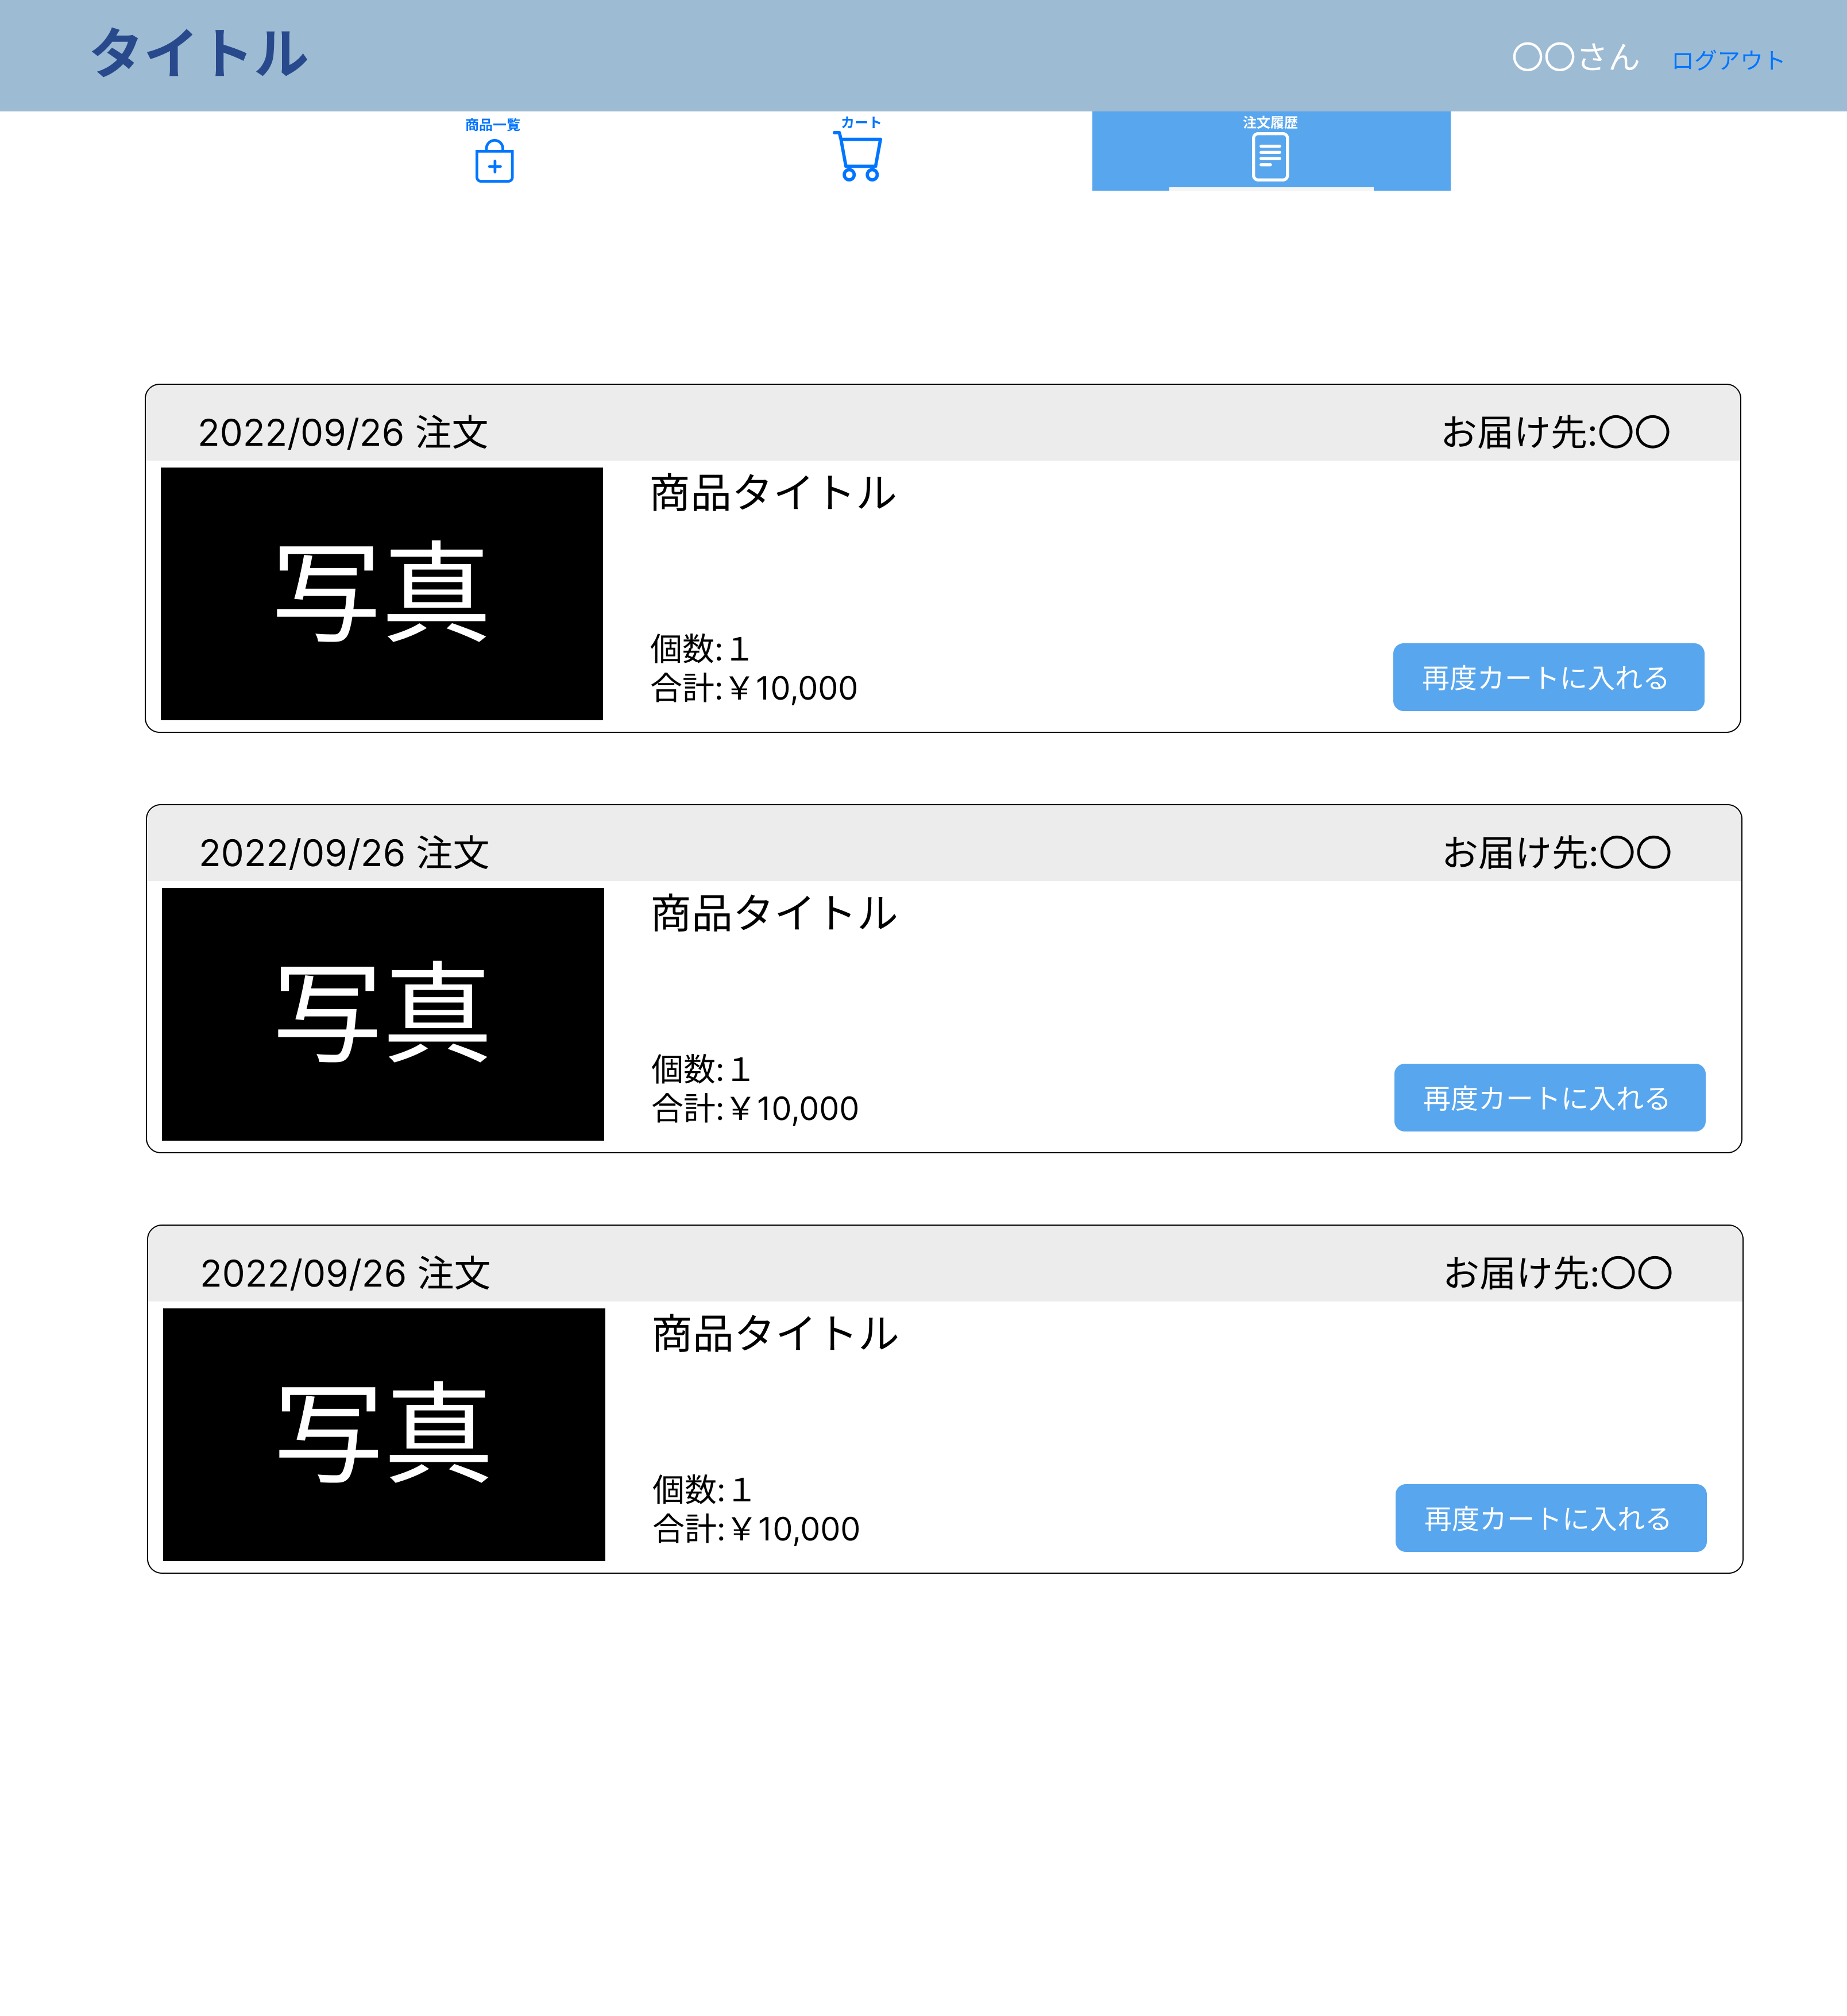 タイトル
〇〇さん ログアウト
商品一覧
カート
注文履歴
2022/09/26 注文
お届け先:〇〇
写真
商品タイトル
個数:１
合計:￥10,000
再度カートに入れる
2022/09/26 注文
お届け先:〇〇
写真
商品タイトル
個数:１
合計:￥10,000
再度カートに入れる
2022/09/26 注文
お届け先:〇〇
写真
商品タイトル
個数:１
合計:￥10,000
再度カートに入れる